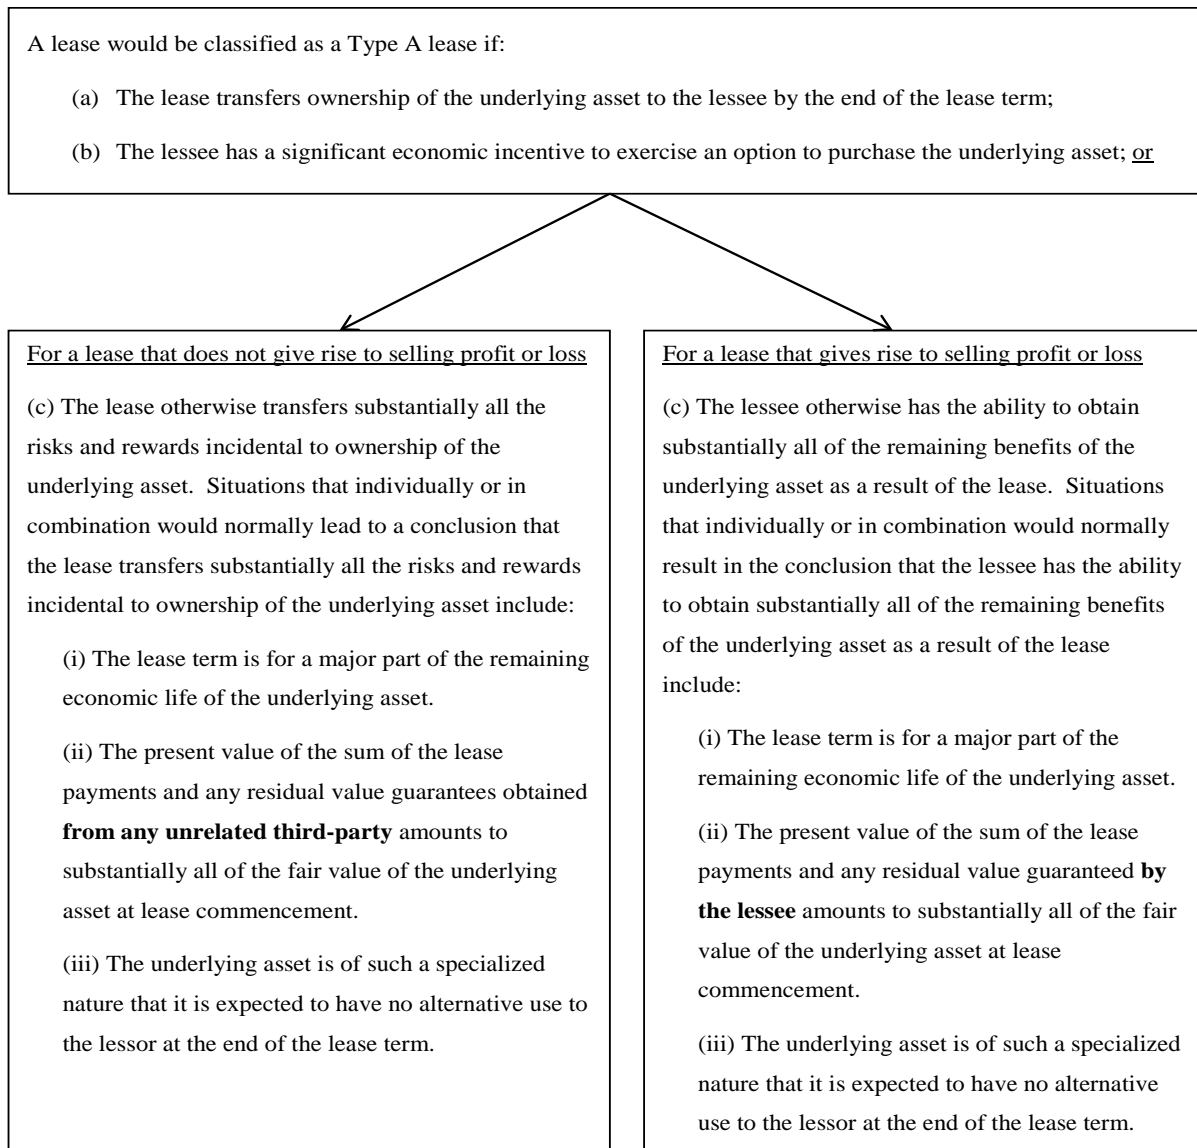 A lease would be classified as a Type A lease if:
(a) The lease transfers ownership of the underlying asset to the lessee by the end of the lease term;
(b) The lessee has a significant economic incentive to exercise an option to purchase the underlying asset; or
For a lease that does not give rise to selling profit or loss
(c) The lease otherwise transfers substantially all the
risks and rewards incidental to ownership of the
underlying asset. Situations that individually or in
combination would normally lead to a conclusion that
the lease transfers substantially all the risks and rewards
incidental to ownership of the underlying asset include:
(i) The lease term is for a major part of the remaining
economic life of the underlying asset.
(ii) The present value of the sum of the lease
payments and any residual value guarantees obtained
from any unrelated third-party amounts to
substantially all of the fair value of the underlying
asset at lease commencement.
(iii) The underlying asset is of such a specialized
nature that it is expected to have no alternative use to
the lessor at the end of the lease term.
For a lease that gives rise to selling profit or loss
(c) The lessee otherwise has the ability to obtain
substantially all of the remaining benefits of the
underlying asset as a result of the lease. Situations
that individually or in combination would normally
result in the conclusion that the lessee has the ability
to obtain substantially all of the remaining benefits
of the underlying asset as a result of the lease
include:
(i) The lease term is for a major part of the
remaining economic life of the underlying asset.
(ii) The present value of the sum of the lease
payments and any residual value guaranteed by
the lessee amounts to substantially all of the fair
value of the underlying asset at lease
commencement.
(iii) The underlying asset is of such a specialized
nature that it is expected to have no alternative
use to the lessor at the end of the lease term.